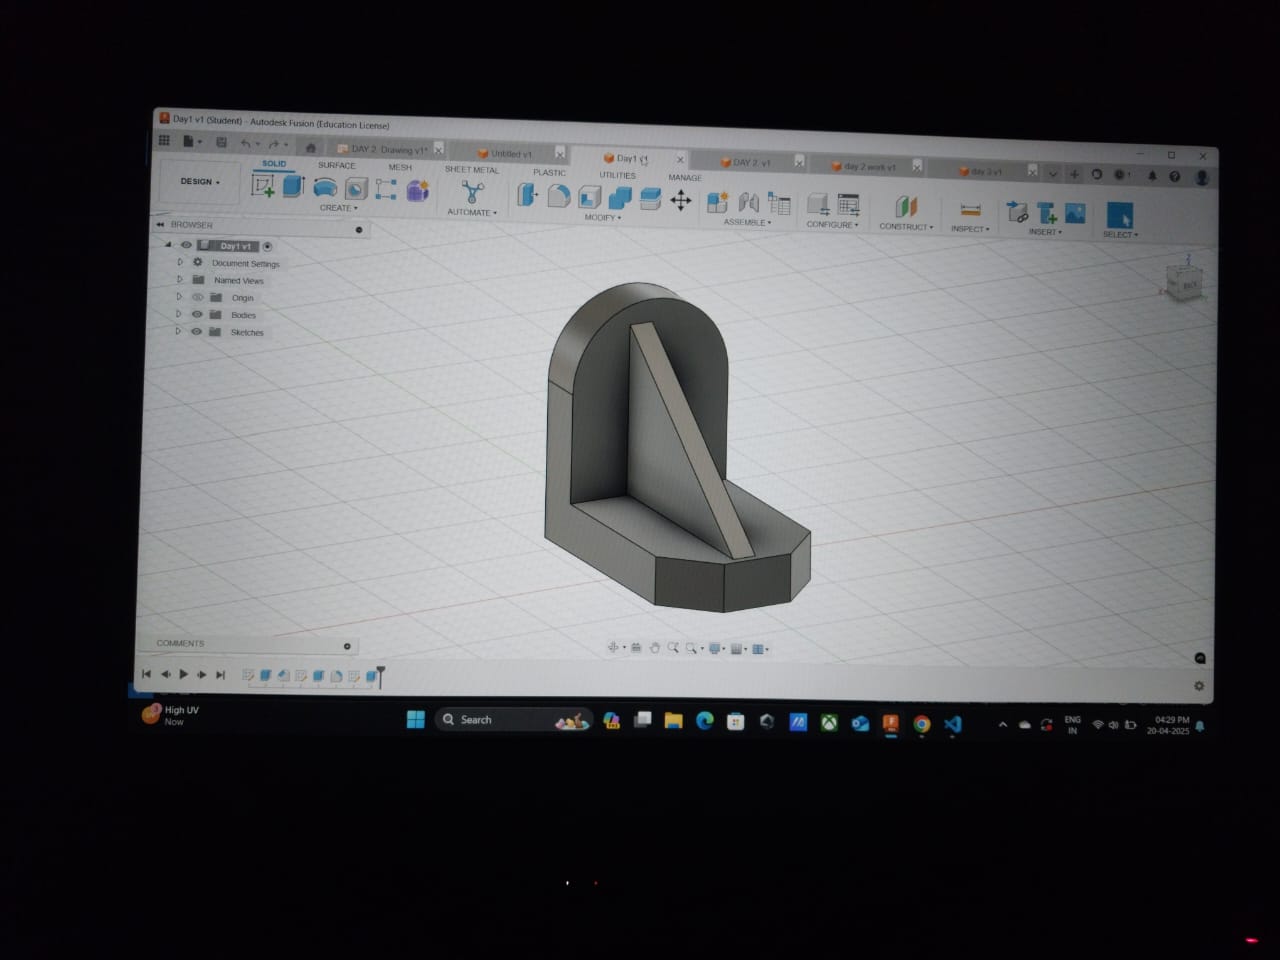 Day1 v1 (Student) - Autodesk Fusion (Education License)
DAY 2. Drawing v1*
Untitled v1
Day1 v1
DAY 2. v1
day 2 work v1
day 3 v1
1
DESIGN
SOLID
SURFACE
MESH
SHEET METAL
PLASTIC
UTILITIES
MANAGE
CREATE
AUTOMATE
MODIFY
ASSEMBLE
CONFIGURE
CONSTRUCT
INSPECT
INSERT
SELECT
BROWSER
Day1 v1
Document Settings
Named Views
Origin
Bodies
Sketches
Z
BACK
COMMENTS
High UV
Now
Search
ENG
IN
04:29 PM
20-04-2025